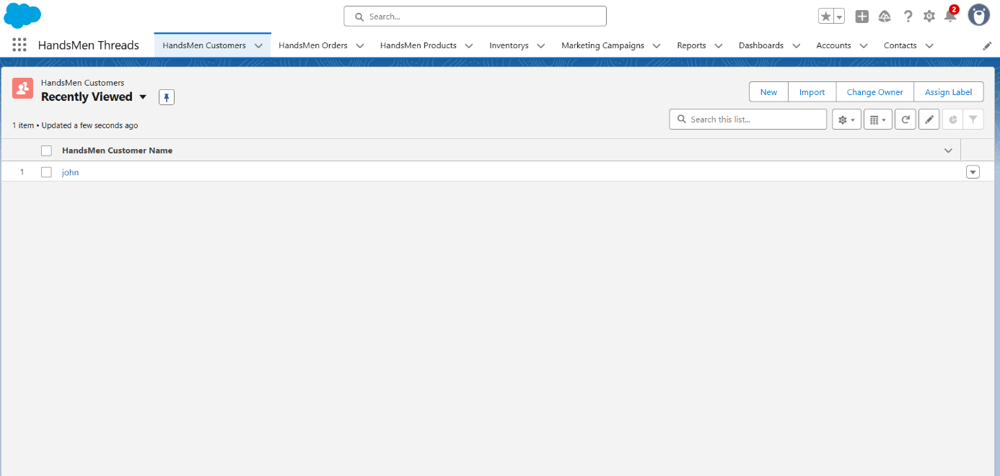 Search...
2
HandsMen Threads HandsMen Customers HandsMen Orders HandsMen Products Inventorys Marketing Campaigns Reports Dashboards Accounts Contacts
HandsMen Customers
Recently Viewed
New Import Change Owner Assign Label
1 item • Updated a few seconds ago
Search this list...
HandsMen Customer Name
1 john